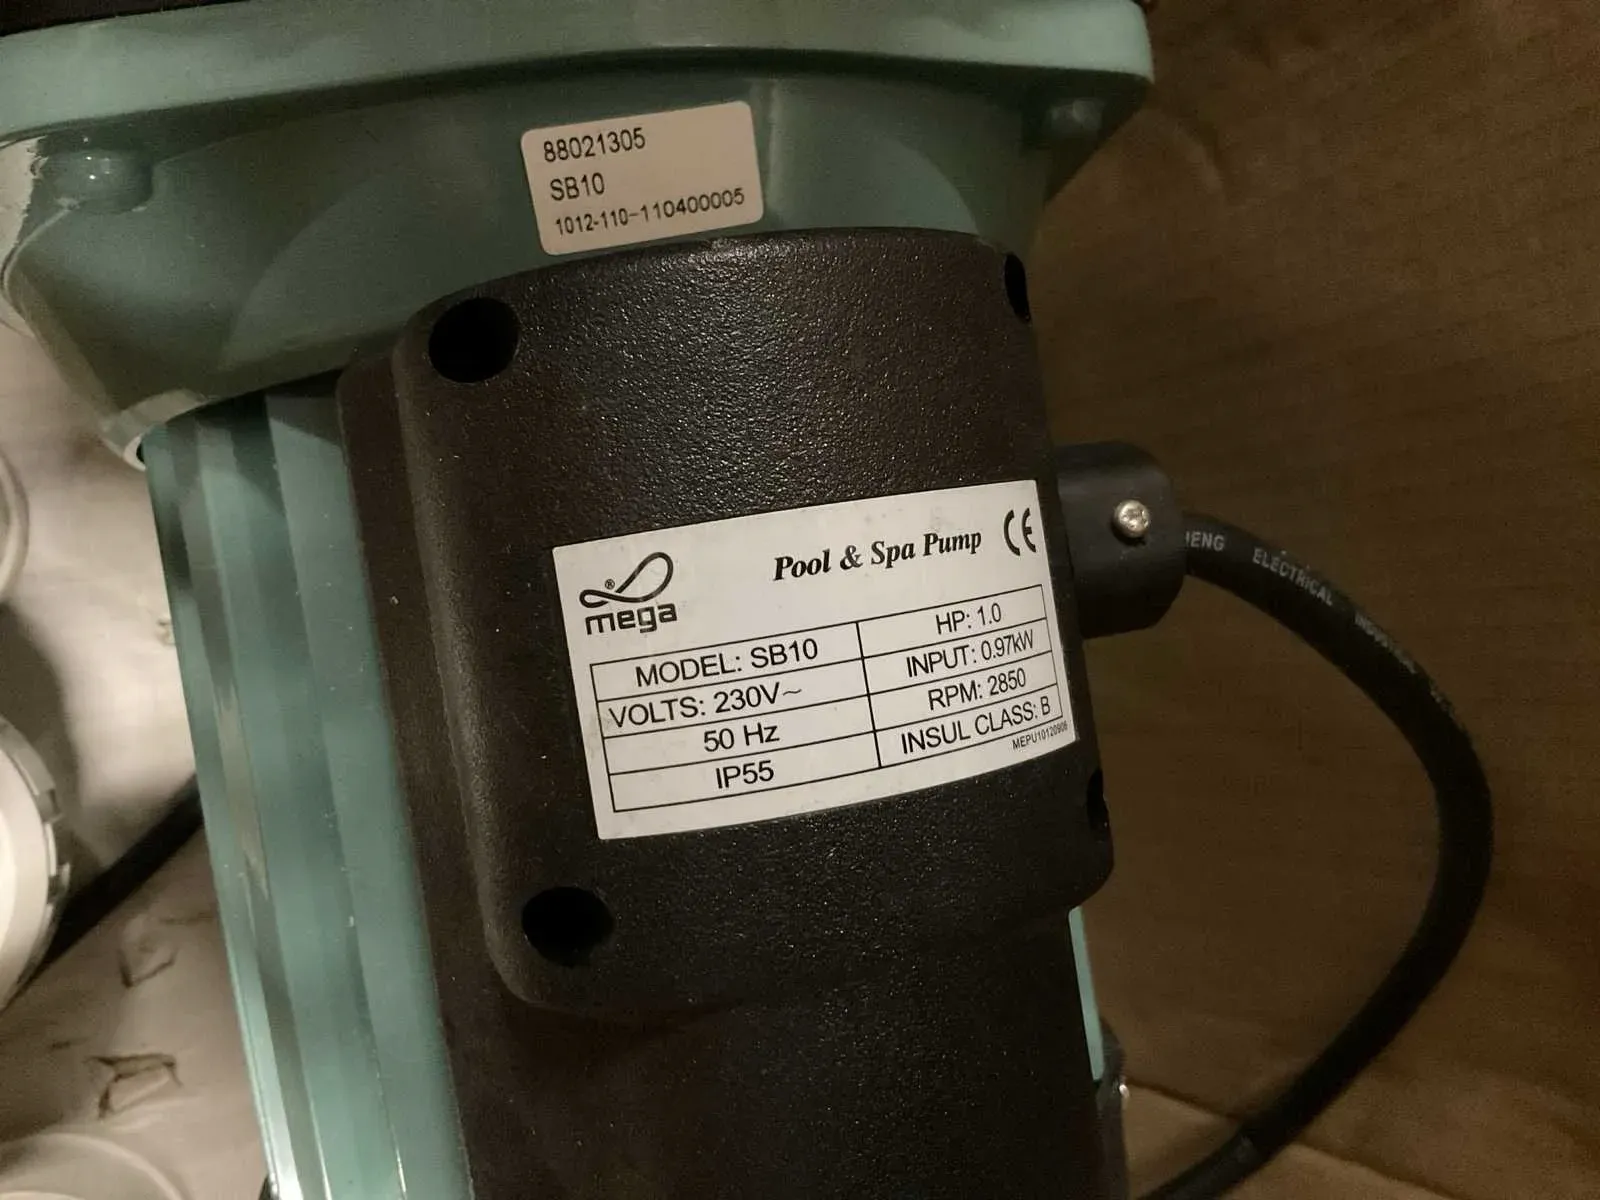 88021305
SB10
1012-110-110400005
® mega
Pool & Spa Pump CE
MODEL: SB10 HP: 1.0
VOLTS: 230V~ INPUT: 0.97kW
50 Hz RPM: 2850
IP55 INSUL CLASS: B
ELECTRICAL